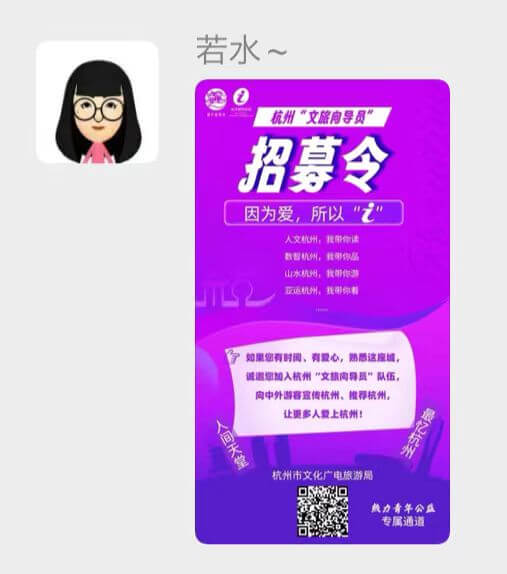 若水~
杭州“文旅向导员”
招募令
因为爱，所以“i”
人文杭州，我带你读
数智杭州，我带你品
山水杭州，我带你游
亚运杭州，我带你看
……
如果您有时间、有爱心，熟悉这座城，
诚邀您加入杭州“文旅向导员”队伍，
向中外游客宣传杭州、推荐杭州，
让更多人爱上杭州！
人间天堂
最忆杭州
杭州市文化广电旅游局
热力青年公益
专属通道